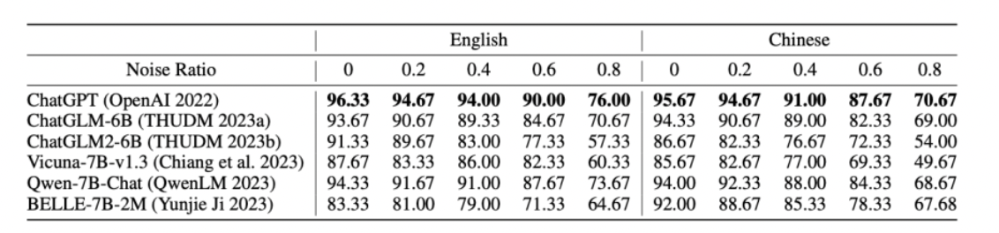 English Chinese
Noise Ratio 0 0.2 0.4 0.6 0.8 0 0.2 0.4 0.6 0.8
ChatGPT (OpenAI 2022) 96.33 94.67 94.00 90.00 76.00 95.67 94.67 91.00 87.67 70.67
ChatGLM-6B (THUDM 2023a) 93.67 90.67 89.33 84.67 70.67 94.33 90.67 89.00 82.33 69.00
ChatGLM2-6B (THUDM 2023b) 91.33 89.67 83.00 77.33 57.33 86.67 82.33 76.67 72.33 54.00
Vicuna-7B-v1.3 (Chiang et al. 2023) 87.67 83.33 86.00 82.33 60.33 85.67 82.67 77.00 69.33 49.67
Qwen-7B-Chat (QwenLM 2023) 94.33 91.67 91.00 87.67 73.67 94.00 92.33 88.00 84.33 68.67
BELLE-7B-2M (Yunjie Ji 2023) 83.33 81.00 79.00 71.33 64.67 92.00 88.67 85.33 78.33 67.68